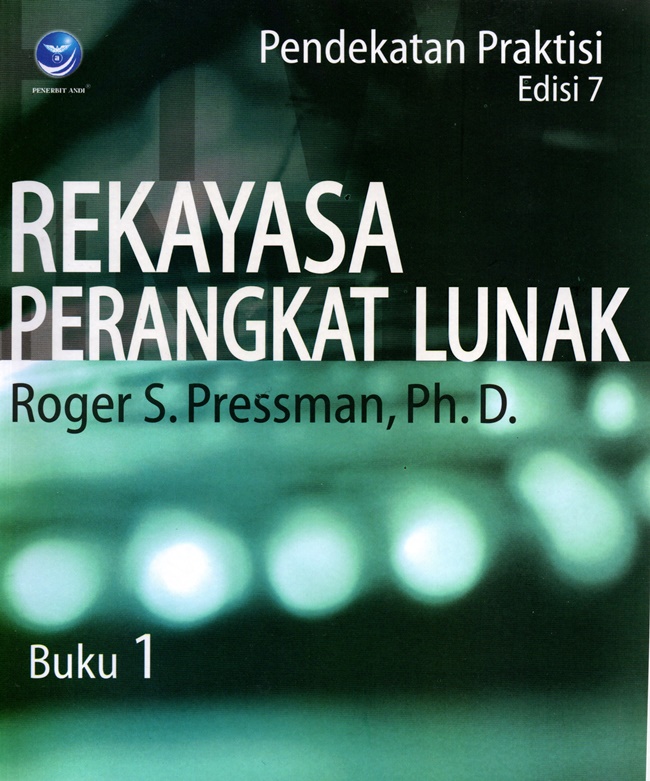 PENERBIT ANDI®
Pendekatan Praktisi
Edisi 7
REKAYASA
PERANGKAT LUNAK
Roger S. Pressman, Ph.D.
Buku 1